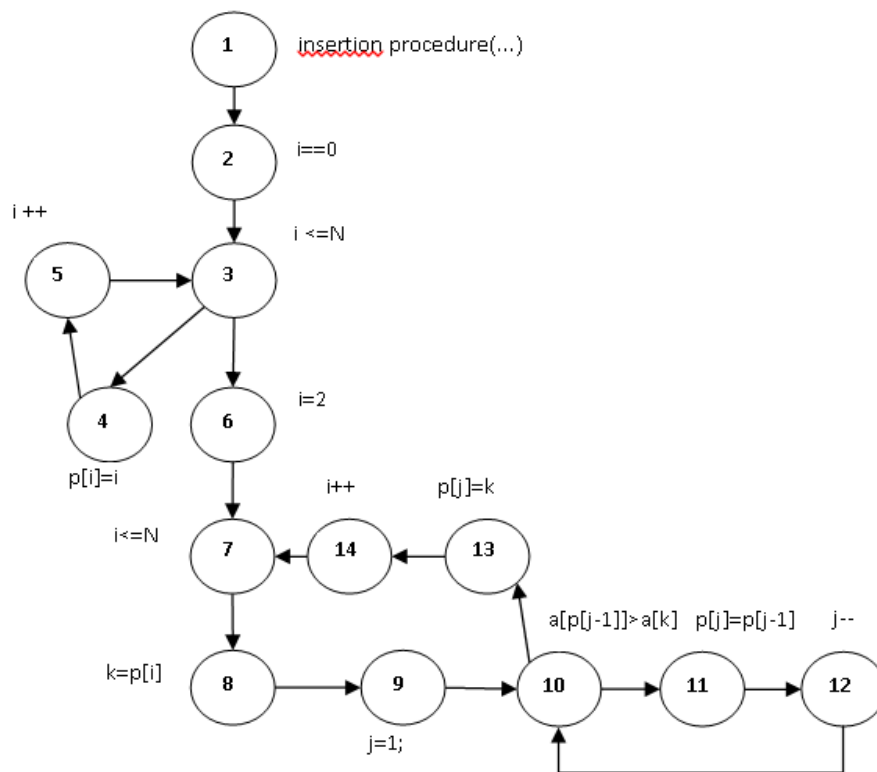 1 insertion procedure(...)
2 i==0
i ++
i <=N
5 3
4 6 i=2
p[i]=i
i++ p[j]=k
i<=N 7 14 13
a[p[j-1]]>a[k] p[j]=p[j-1] j--
k=p[i] 8 9 10 11 12
j=1;